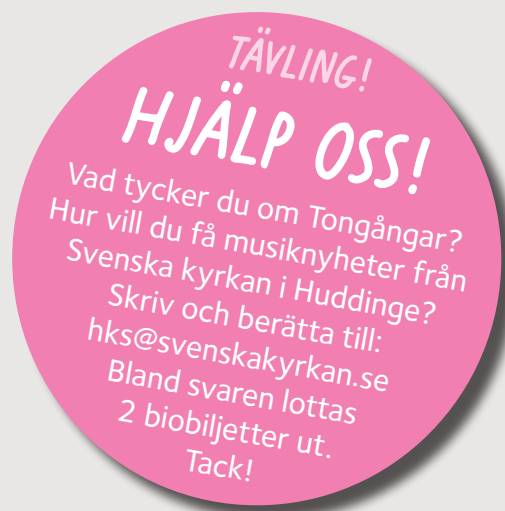 TÄVLING!
HJÄLP OSS!
Vad tycker du om Tongångar?
Hur vill du få musiknyheter från
Svenska kyrkan i Huddinge?
Skriv och berätta till:
hks@svenskakyrkan.se
Bland svaren lottas
2 biobiljetter ut.
Tack!